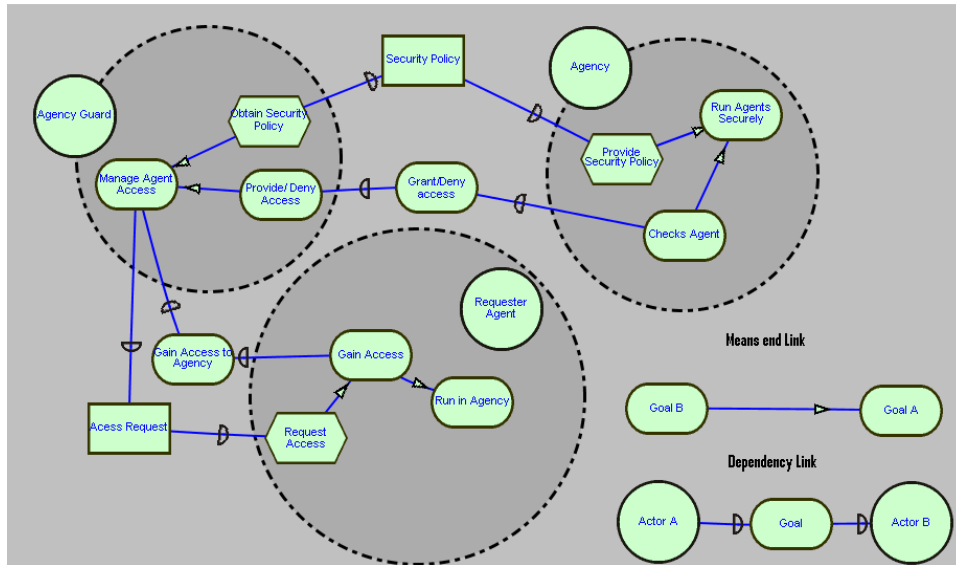 Security Policy
Agency
Agency Guard
Obtain Security
Policy
Run Agents
Securely
Provide
Security Policy
Manage Agent
Access
Provide/ Deny
Access
Grant/Deny
access
Checks Agent
Requester
Agent
Gain Access to
Agency
Gain Access
Run in Agency
Acess Request
Request
Access
Means end Link
Goal B
Goal A
Dependency Link
Actor A
Goal
Actor B